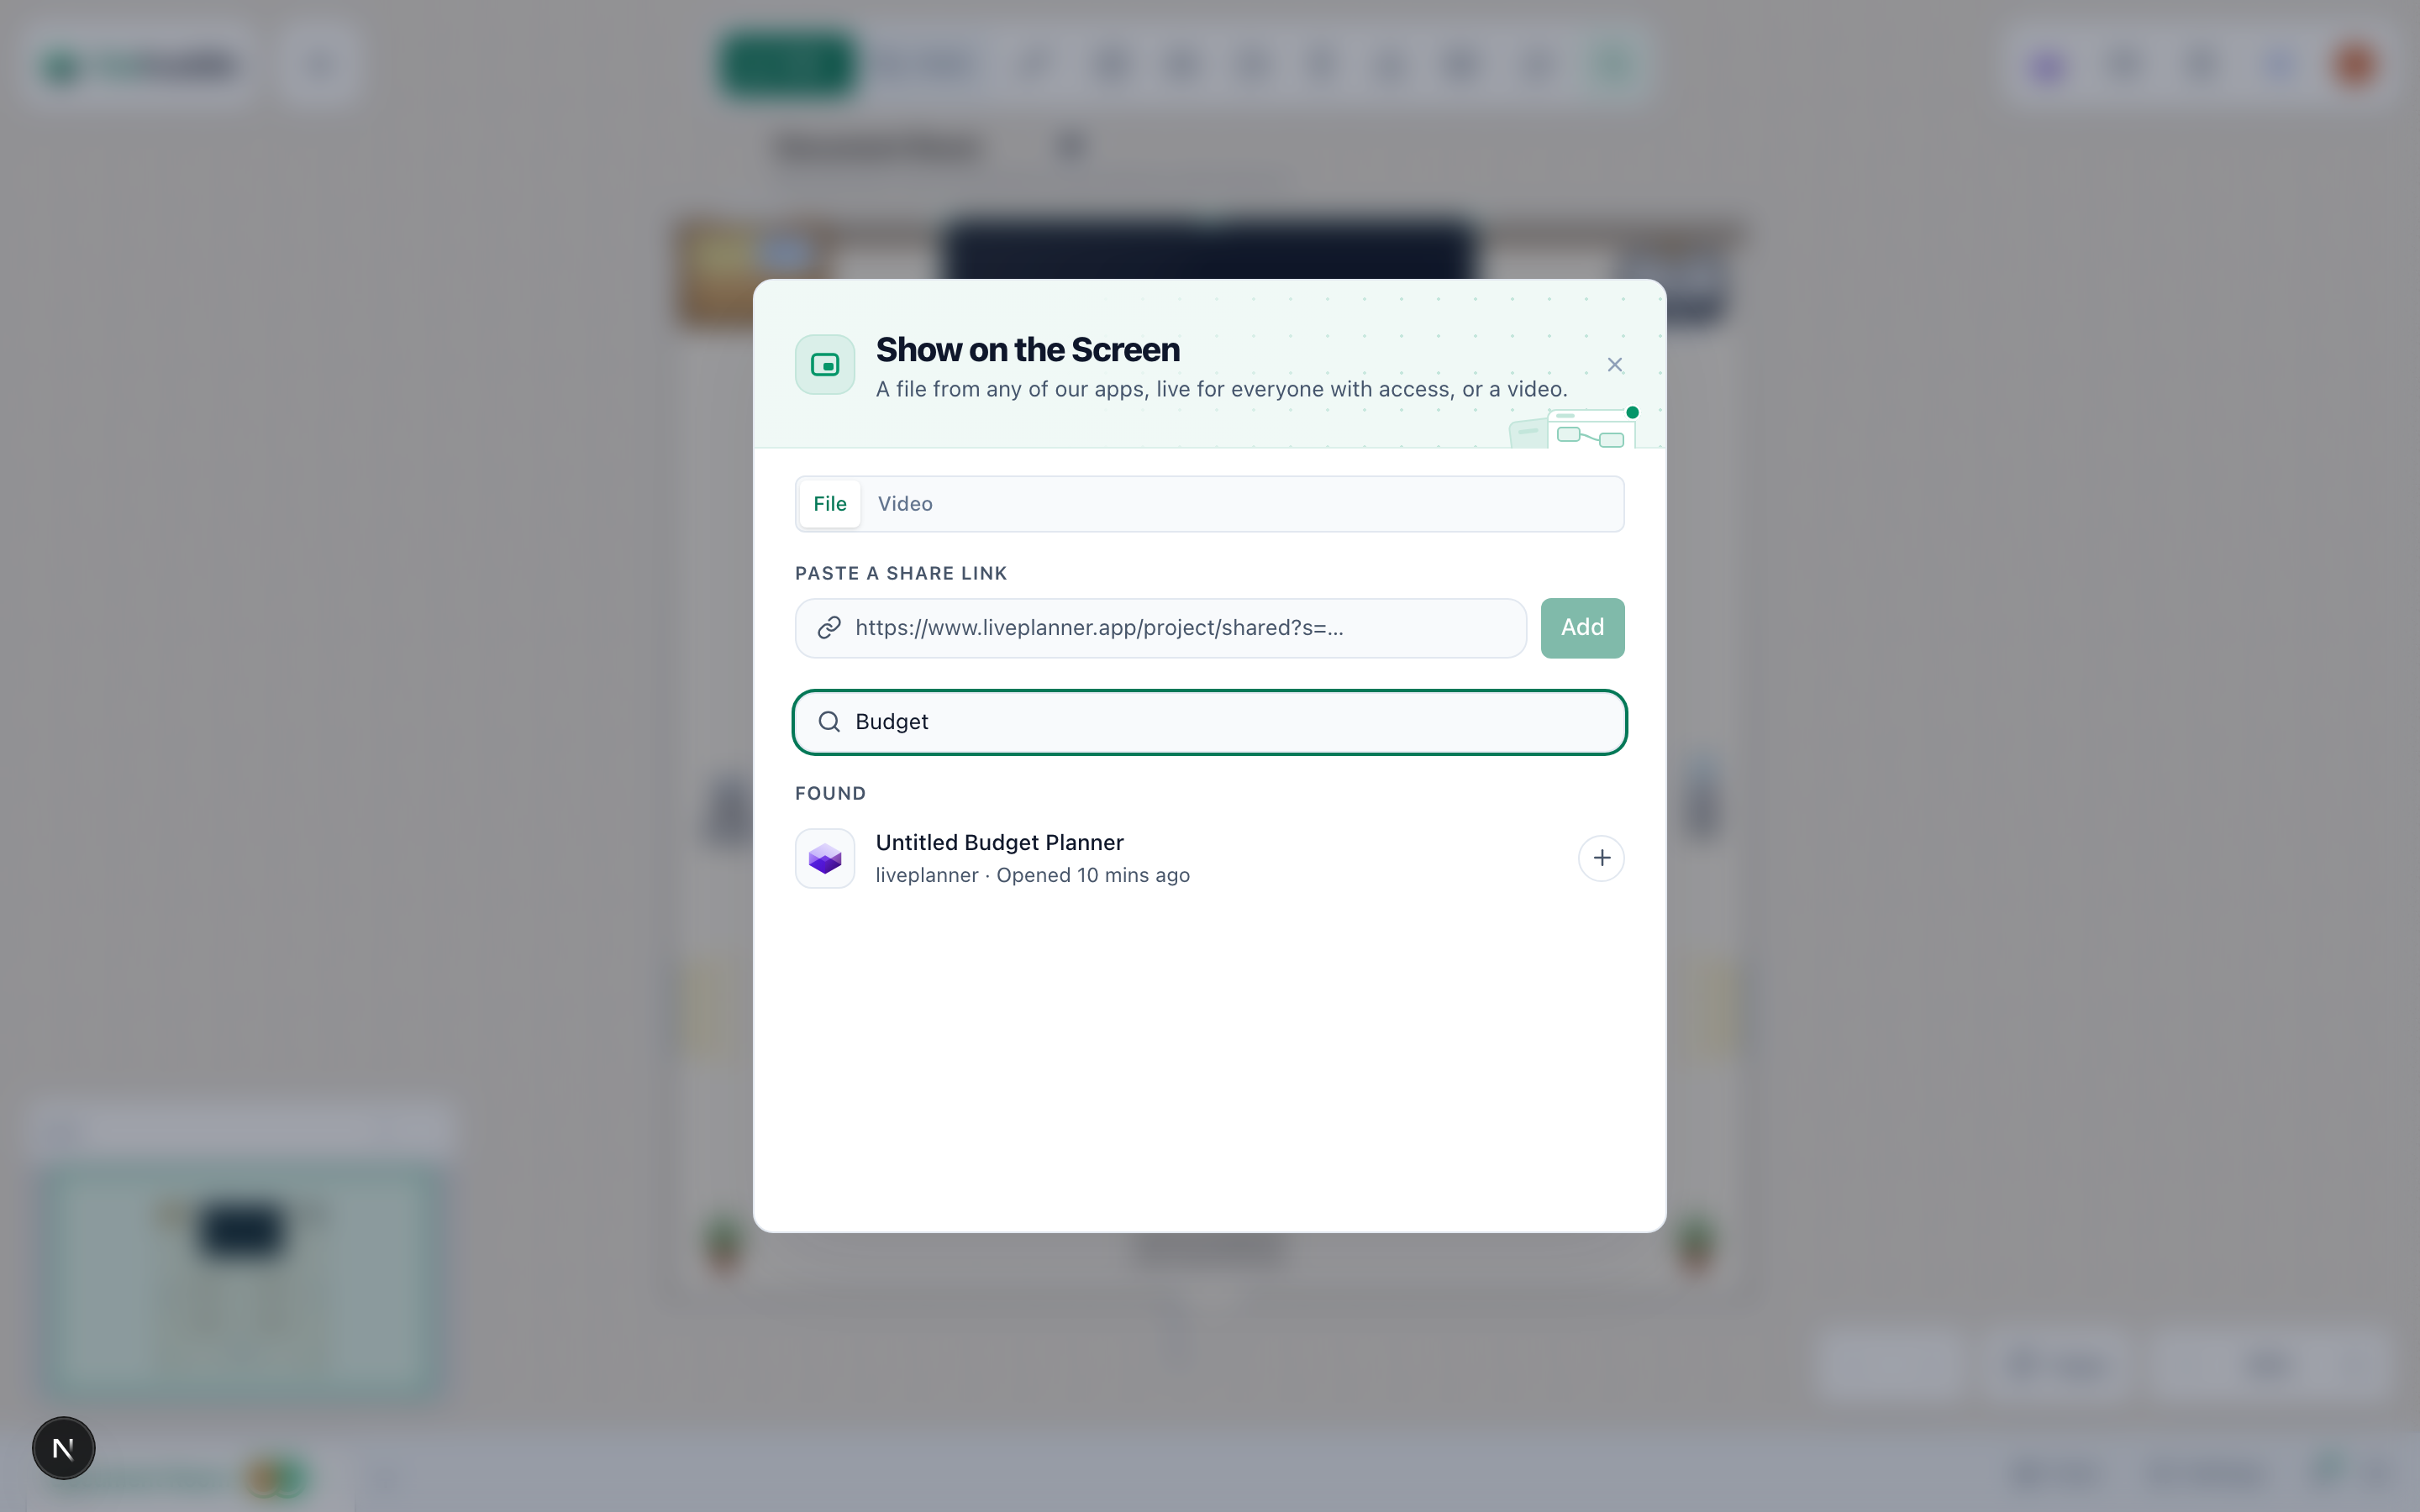 Show on the Screen
A file from any of our apps, live for everyone with access, or a video.
File
Video
PASTE A SHARE LINK
https://www.liveplanner.app/project/shared?s=...
Add
Budget
FOUND
Untitled Budget Planner
liveplanner · Opened 10 mins ago
N